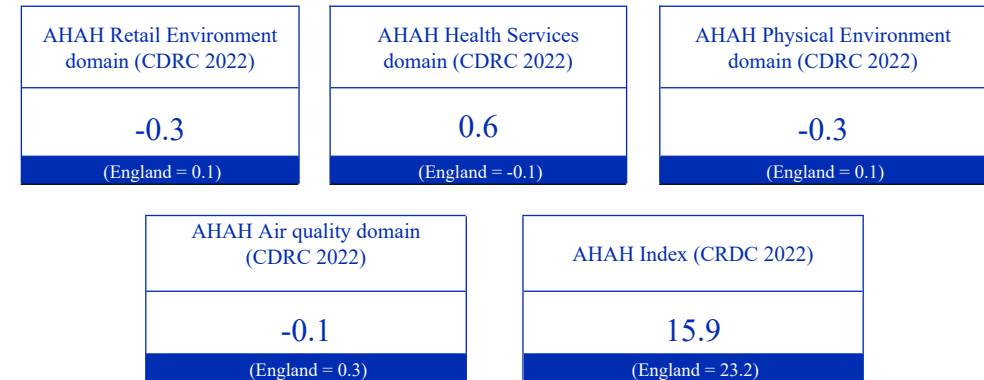 AHAH Retail Environment
domain (CDRC 2022)
-0.3
(England = 0.1)
AHAH Health Services
domain (CDRC 2022)
0.6
(England = -0.1)
AHAH Physical Environment
domain (CDRC 2022)
-0.3
(England = 0.1)
AHAH Air quality domain
(CDRC 2022)
-0.1
(England = 0.3)
AHAH Index (CRDC 2022)
15.9
(England = 23.2)